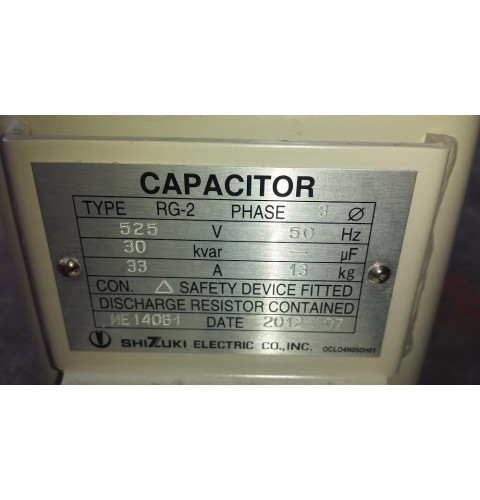 CAPACITOR
TYPE RG-2 PHASE 3 Ø
525 V 50 Hz
30 kvar — µF
33 A 13 kg
CON. △ SAFETY DEVICE FITTED
DISCHARGE RESISTOR CONTAINED
DATE 2012 07
SHIZUKI ELECTRIC CO., INC. OCLO4N050H01